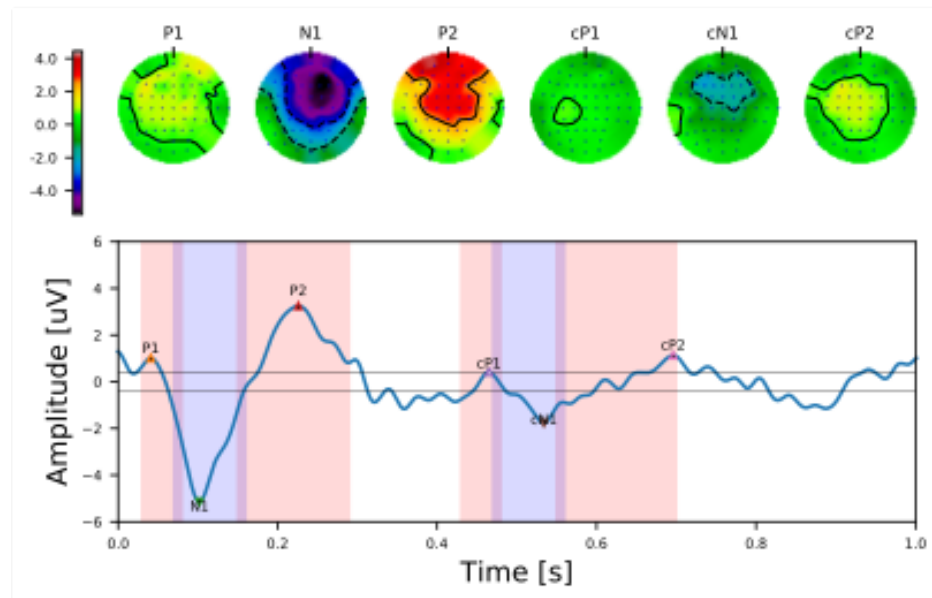 P1 N1 P2 cP1 cN1 cP2
4.0
2.0
0.0
-2.0
-4.0
6
4
2
0
−2
−4
−6
Amplitude [uV]
P1
N1
P2
cP1
cN1
cP2
0.0 0.2 0.4 0.6 0.8 1.0
Time [s]